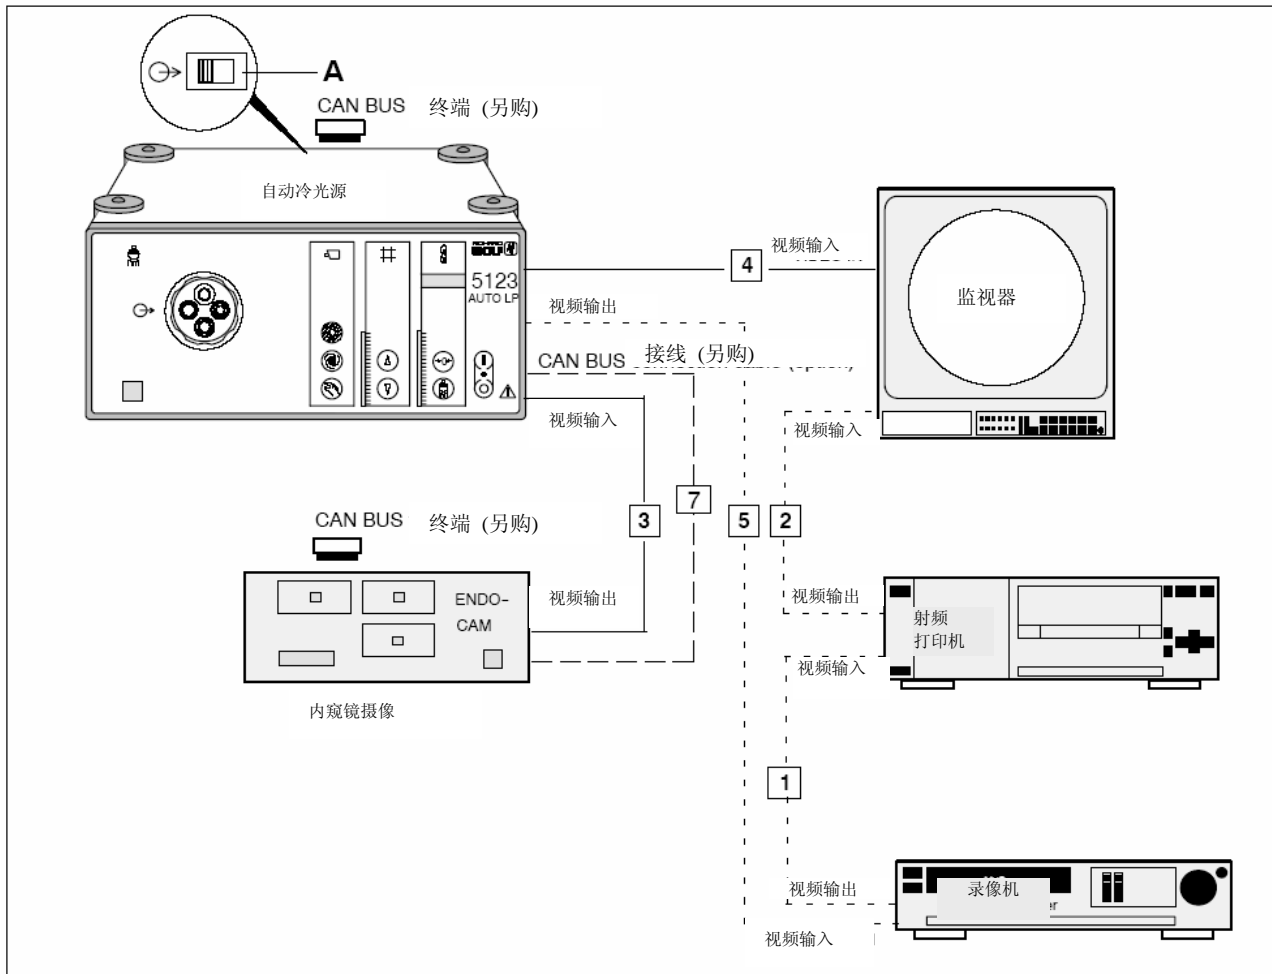 A
CAN BUS 终端 (另购)
自动冷光源
5123
AUTO LP
视频输入
4
监视器
视频输出
CAN BUS 接线 (另购)
视频输入
视频输入
7
3
5
2
CAN BUS 终端 (另购)
ENDO-
CAM
视频输出
内窥镜摄像
视频输出
射频
打印机
视频输入
1
视频输出
录像机
视频输入